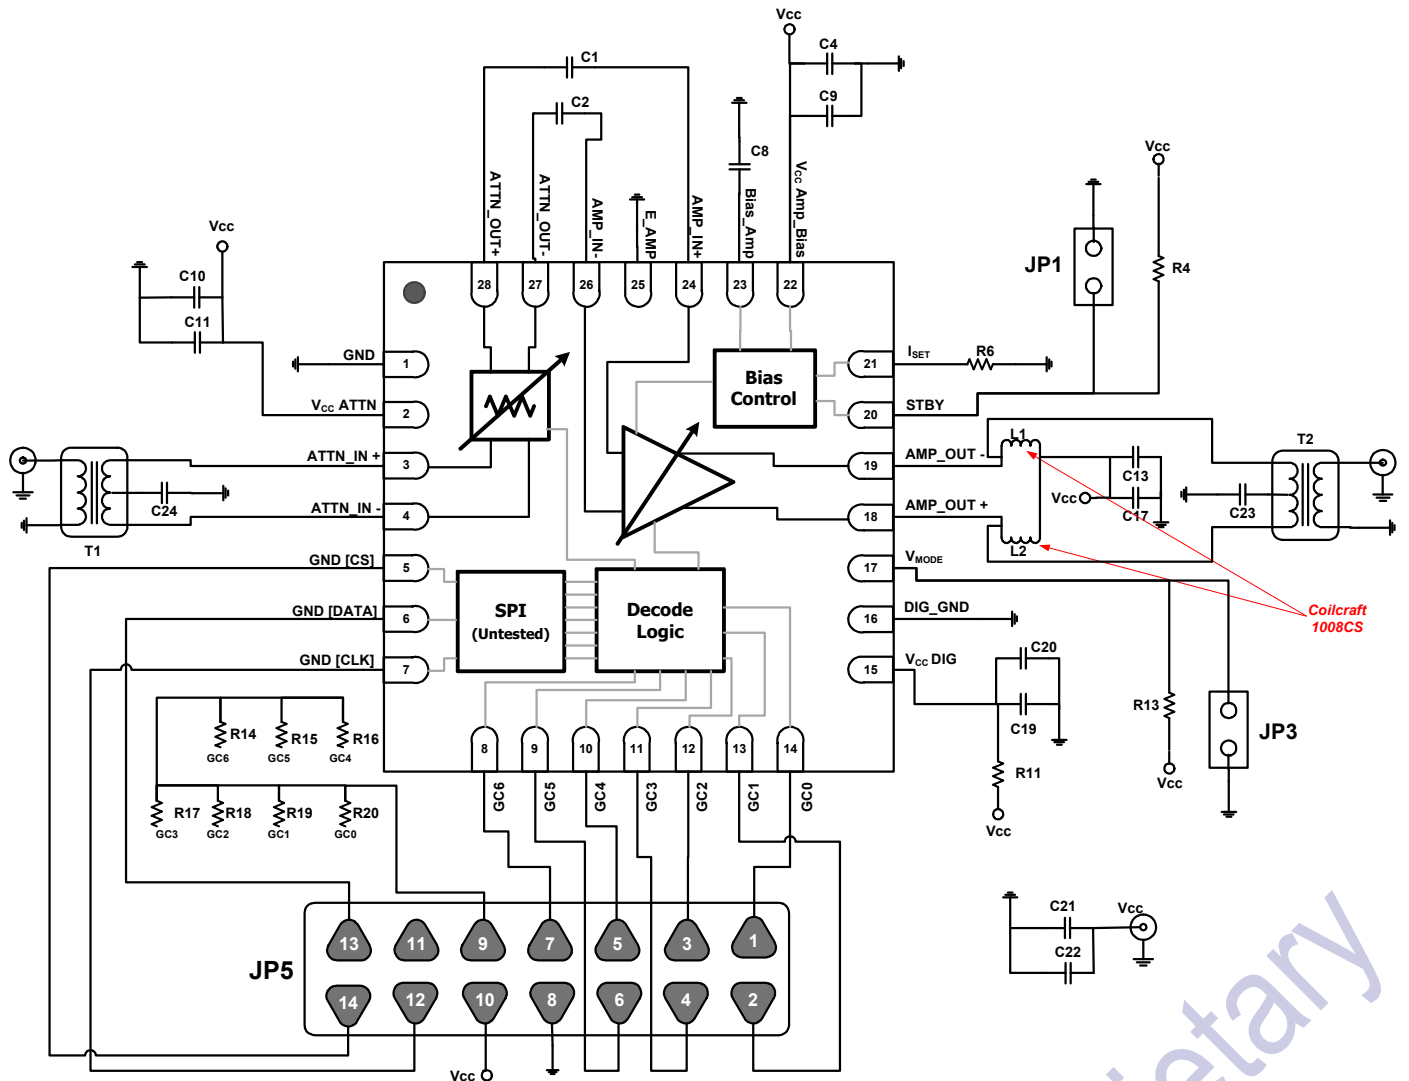 Vcc
C4
C1
C9
C2
C8
ATTN_OUT+
ATTN_OUT-
AMP_IN-
E_AMP
AMP_IN+
Bias_Amp
VCC Amp_Bias
Vcc
Vcc
C10
C11
JP1
R4
28
27
26
25
24
23
22
GND
1
VCC ATTN
2
ATTN_IN +
3
ATTN_IN -
4
GND [CS]
5
GND [DATA]
6
GND [CLK]
7
Bias
Control
21
ISET
R6
20
STBY
19
AMP_OUT -
18
AMP_OUT +
17
VMODE
16
DIG_GND
15
VCC DIG
L1
L2
C13
Vcc
C17
C23
T2
C24
T1
SPI
(Untested)
Decode
Logic
Coilcraft
1008CS
C20
C19
R11
Vcc
R13
Vcc
JP3
R14
GC6
R15
GC5
R16
GC4
R17
GC3
R18
GC2
R19
GC1
R20
GC0
8
9
10
11
12
13
14
GC6
GC5
GC4
GC3
GC2
GC1
GC0
JP5
13
11
9
7
5
3
1
14
12
10
8
6
4
2
Vcc
C21
Vcc
C22
etary